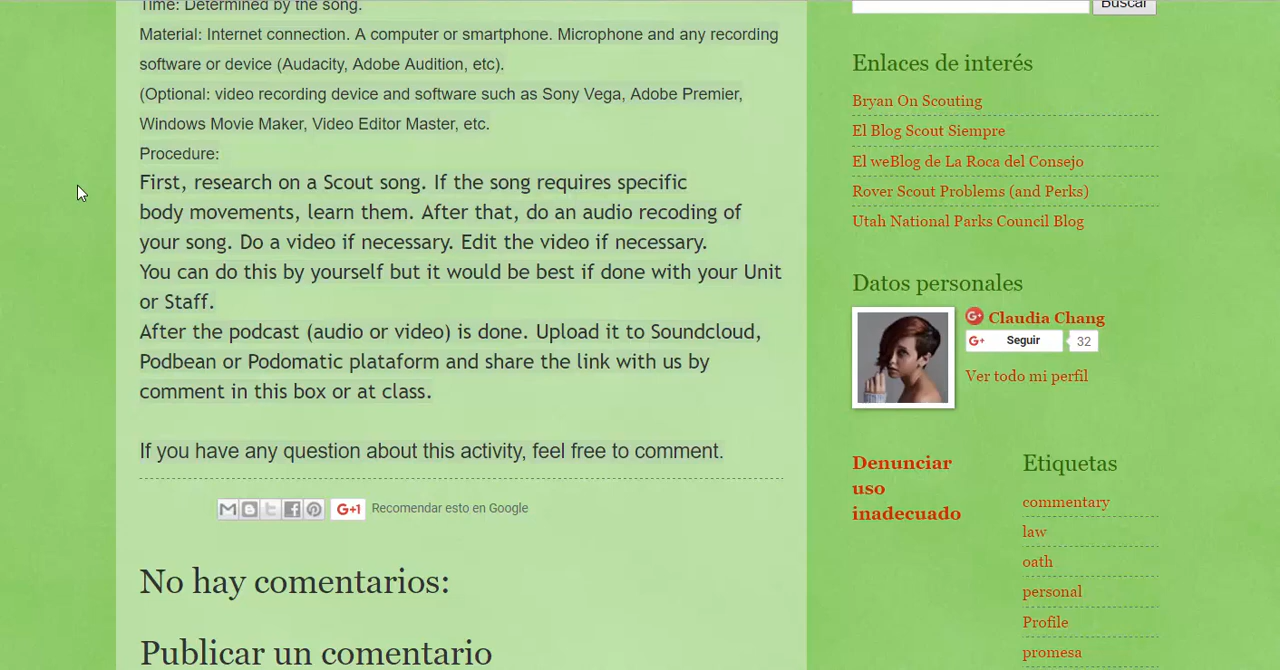 Time: Determined by the song.
Material: Internet connection. A computer or smartphone. Microphone and any recording
software or device (Audacity, Adobe Audition, etc).
(Optional: video recording device and software such as Sony Vega, Adobe Premier,
Windows Movie Maker, Video Editor Master, etc.
Procedure:
First, research on a Scout song. If the song requires specific
body movements, learn them. After that, do an audio recoding of
your song. Do a video if necessary. Edit the video if necessary.
You can do this by yourself but it would be best if done with your Unit
or Staff.
After the podcast (audio or video) is done. Upload it to Soundcloud,
Podbean or Podomatic plataform and share the link with us by
comment in this box or at class.
If you have any question about this activity, feel free to comment.
G+1 Recomendar esto en Google
No hay comentarios:
Publicar un comentario
Buscar
Enlaces de interés
Bryan On Scouting
El Blog Scout Siempre
El weBlog de La Roca del Consejo
Rover Scout Problems (and Perks)
Utah National Parks Council Blog
Datos personales
Claudia Chang
G+ Seguir 32
Ver todo mi perfil
Denunciar
uso
inadecuado
Etiquetas
commentary
law
oath
personal
Profile
promesa